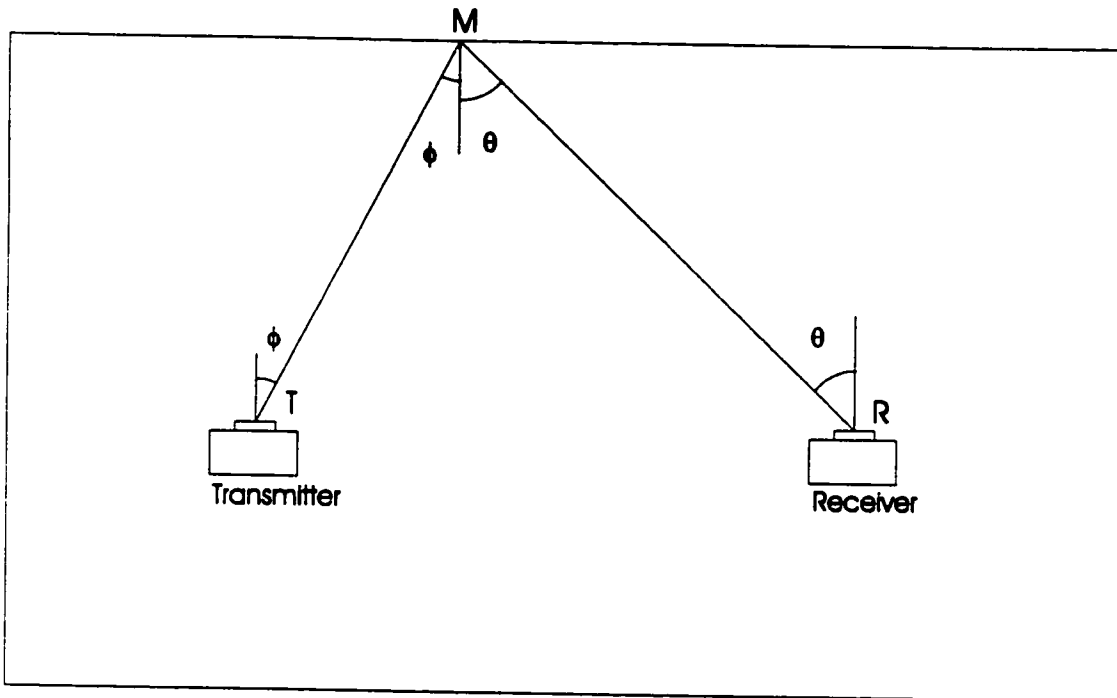 M
ϕ θ
ϕ
θ
T
R
Transmitter
Receiver